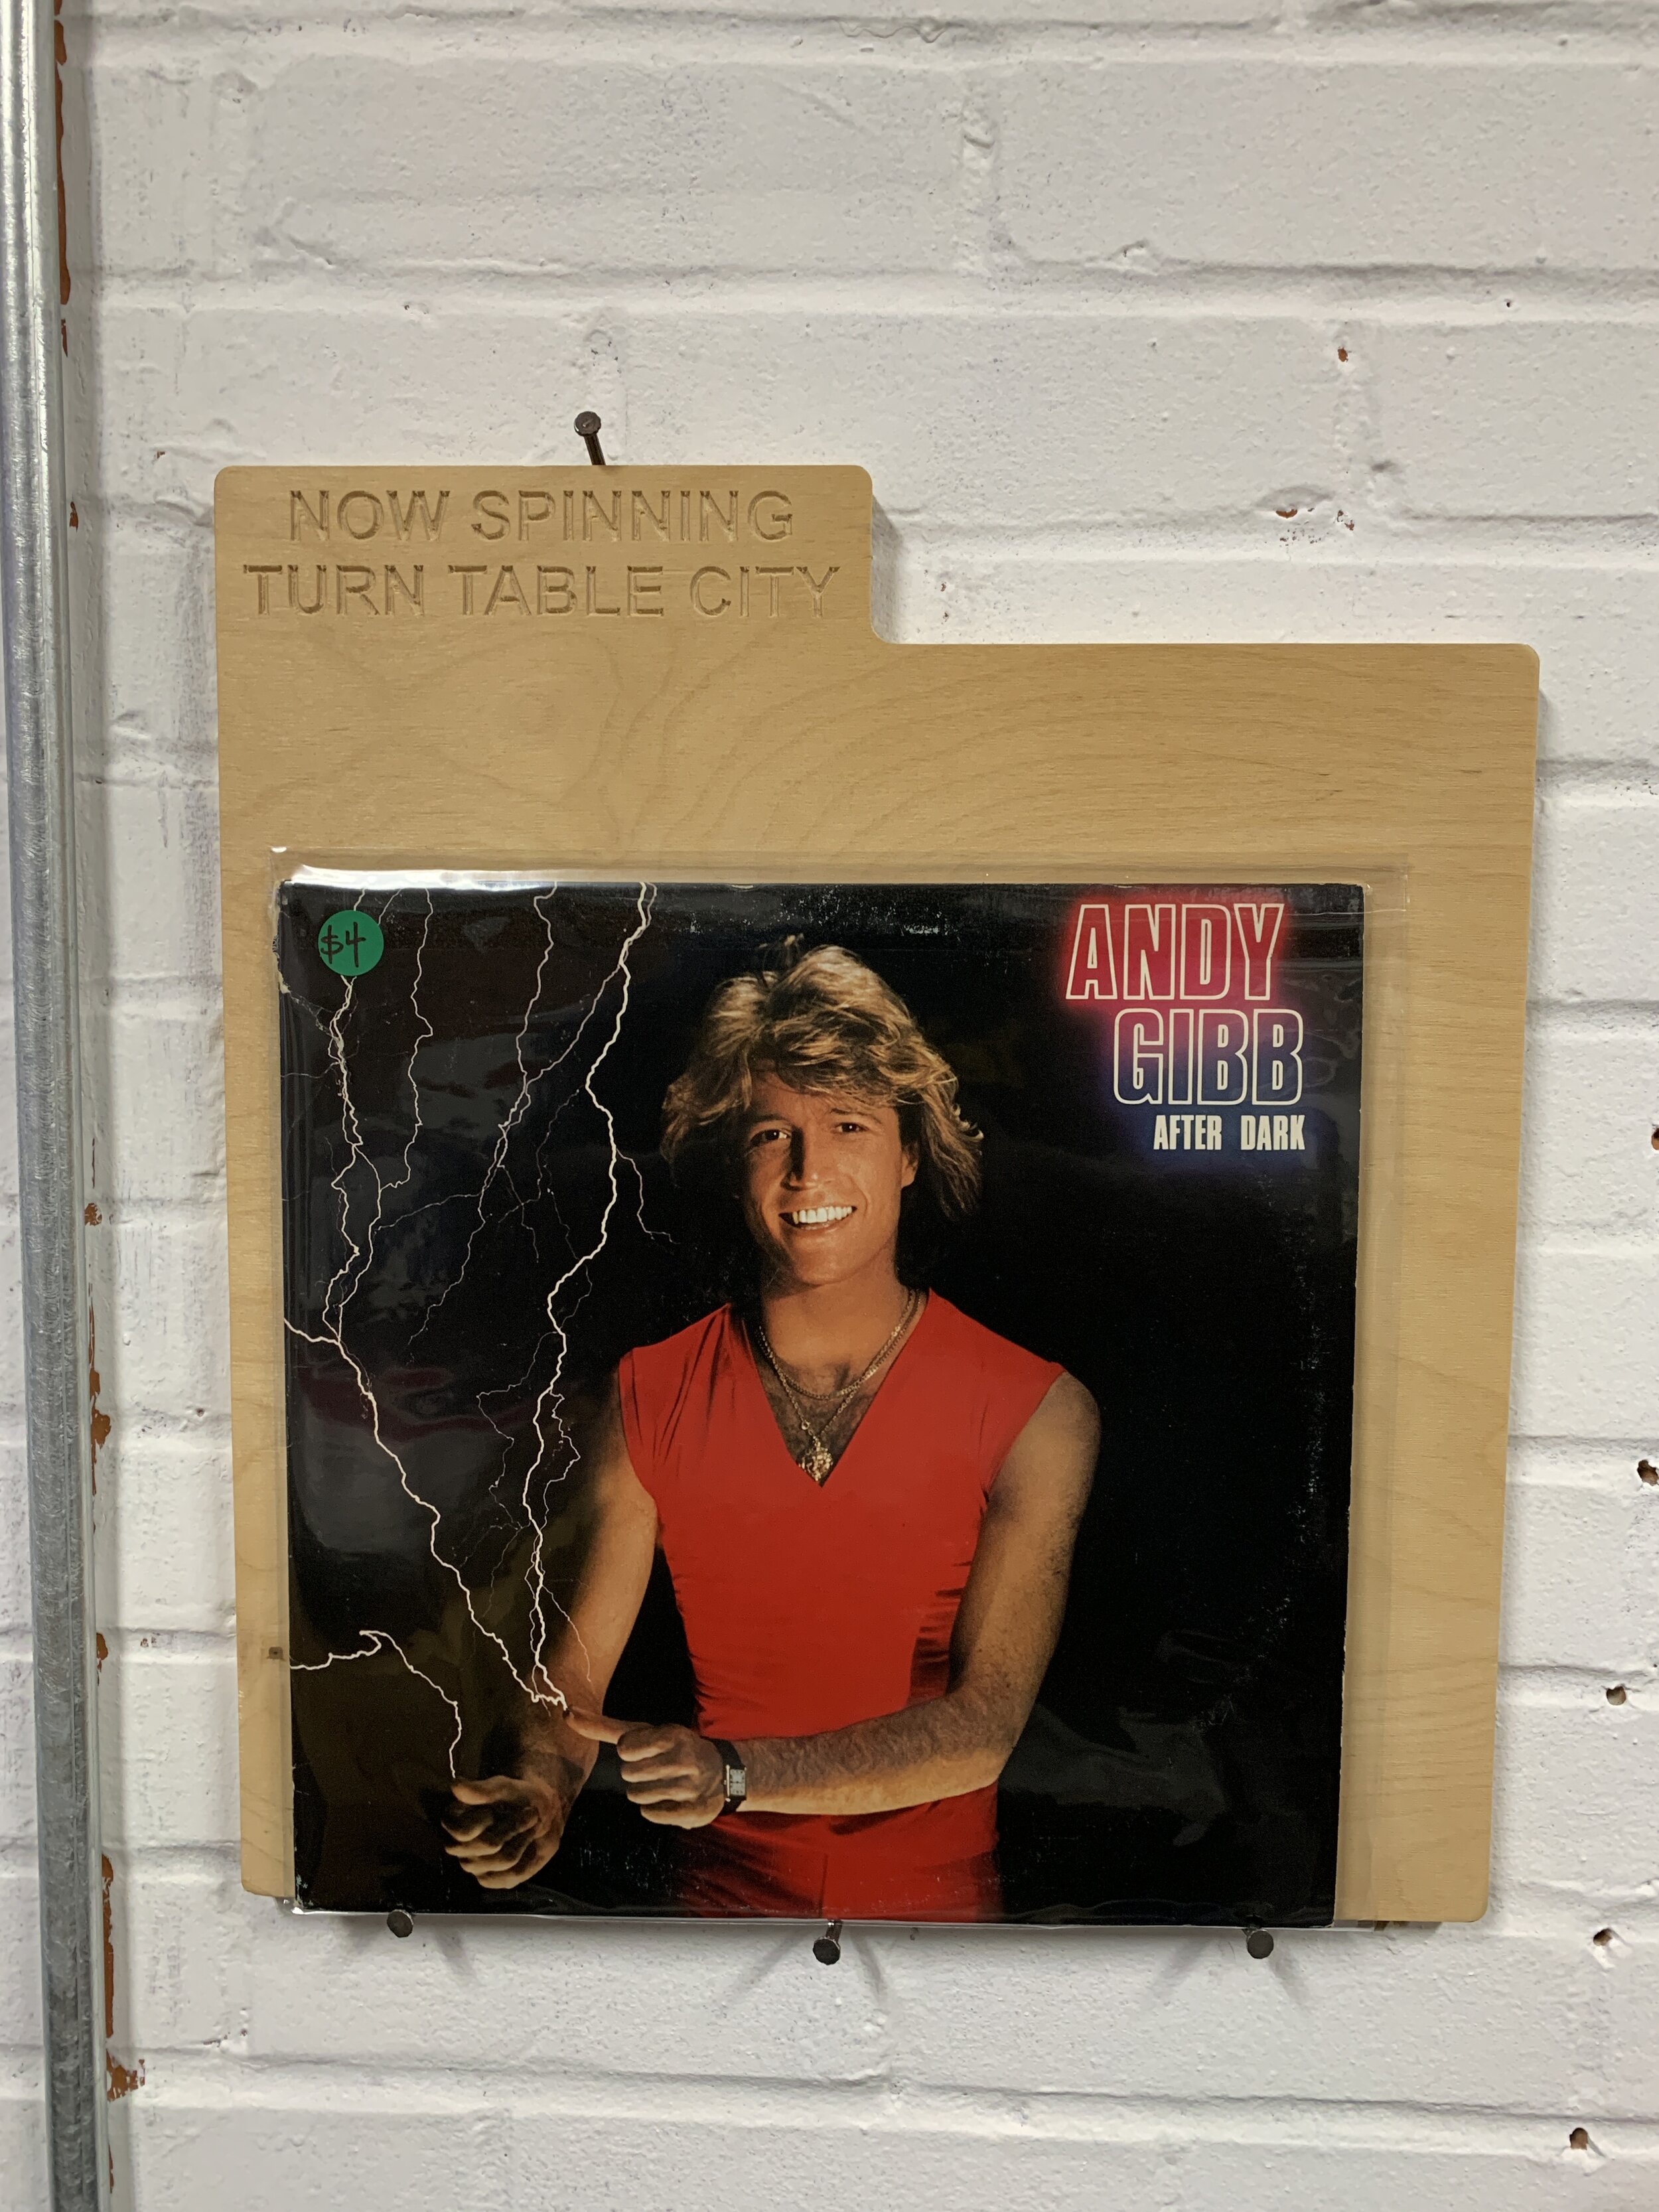 NOW SPINNING
TURN TABLE CITY
$4
ANDY
GIBB
AFTER DARK